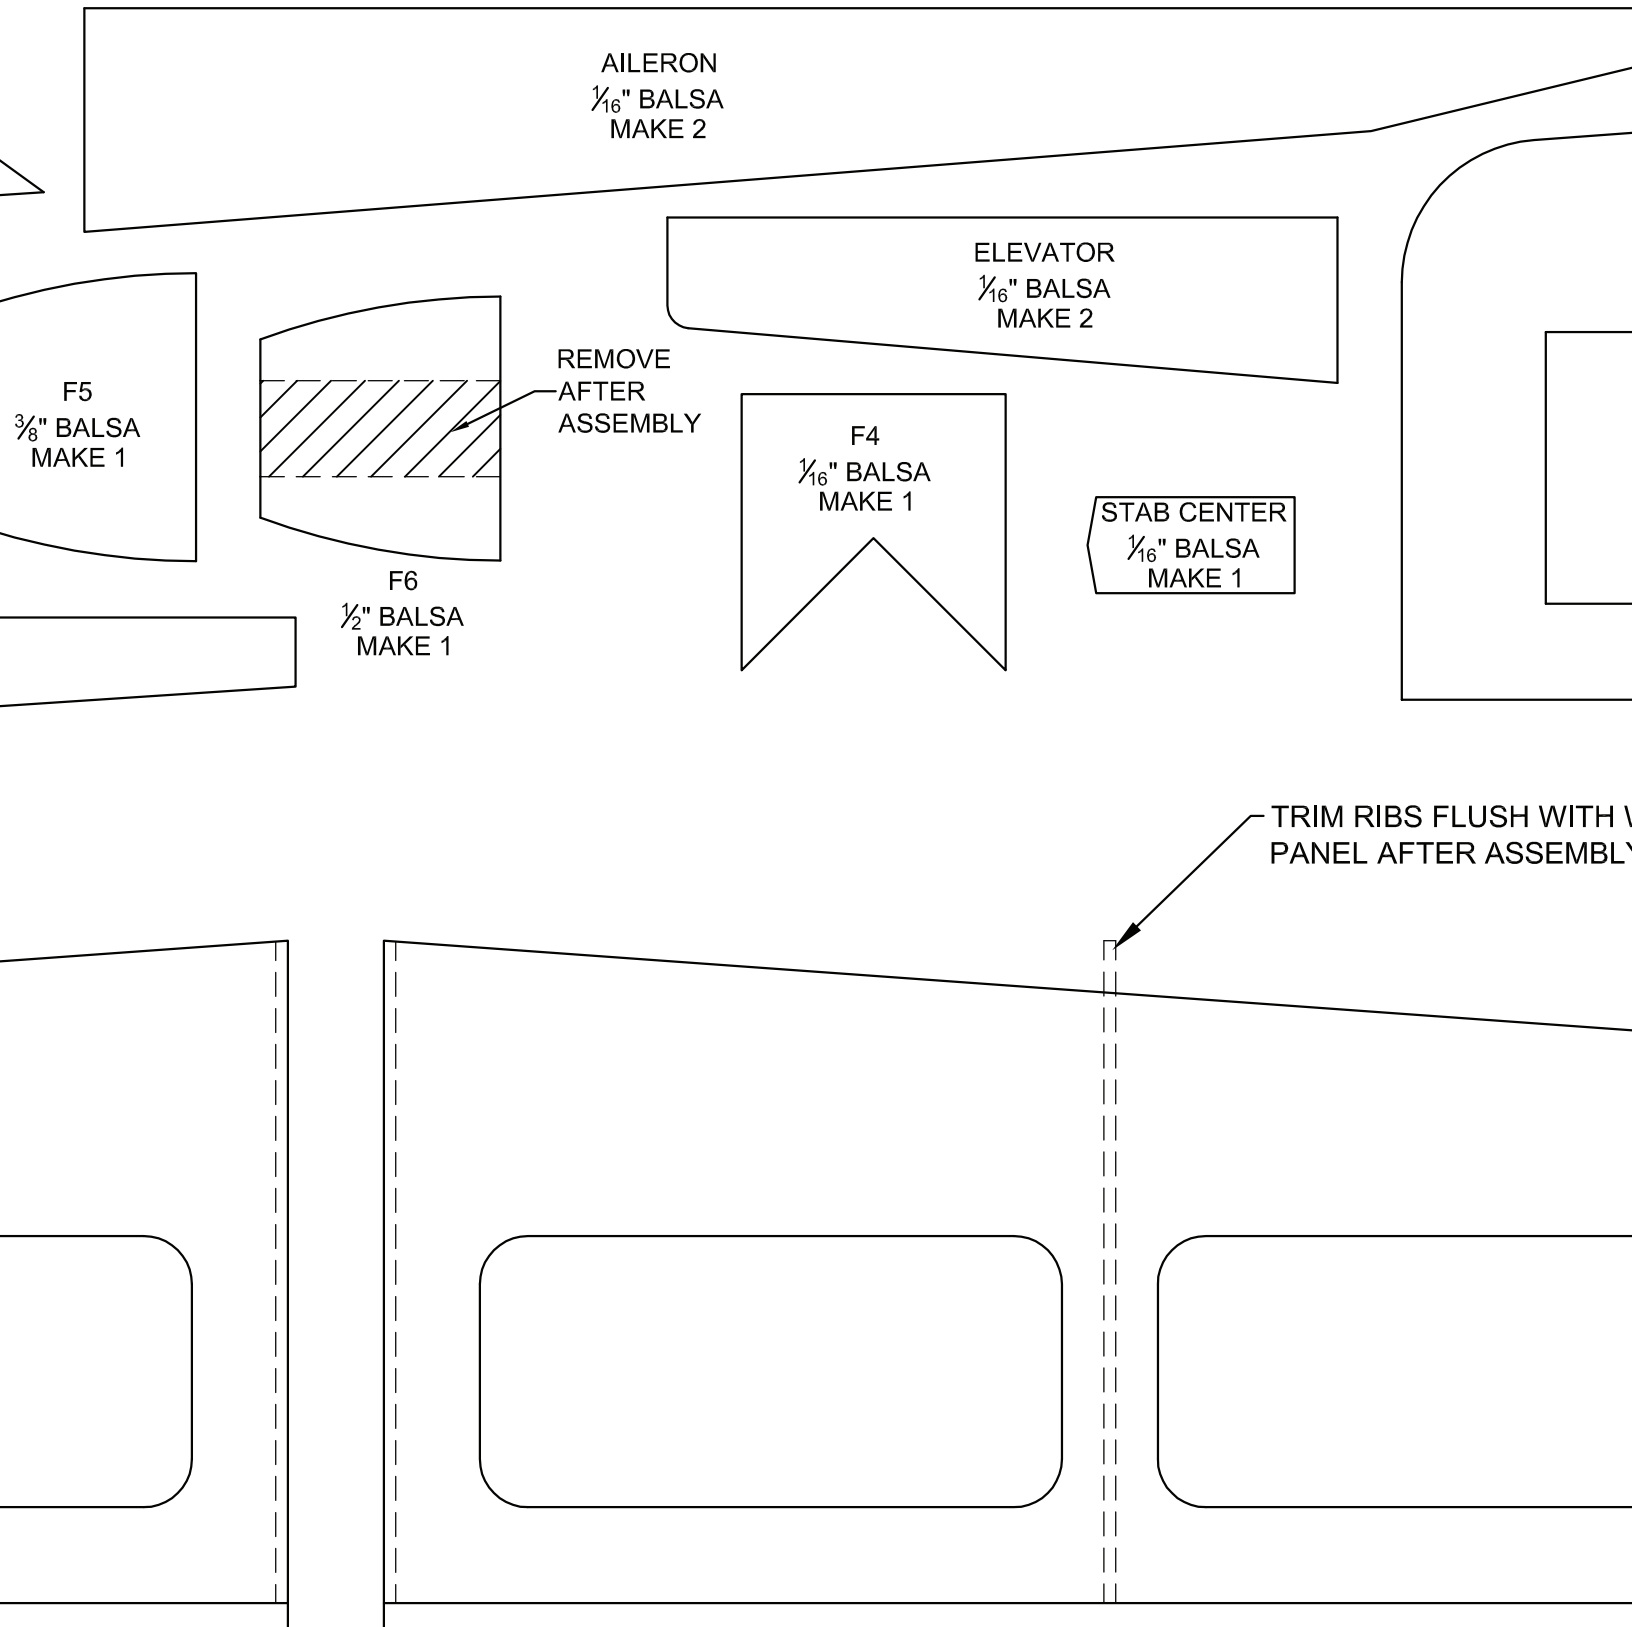 AILERON
1/16" BALSA
MAKE 2
ELEVATOR
1/16" BALSA
MAKE 2
REMOVE
AFTER
ASSEMBLY
F5
3/8" BALSA
MAKE 1
F4
1/16" BALSA
MAKE 1
STAB CENTER
1/16" BALSA
MAKE 1
F6
1/2" BALSA
MAKE 1
TRIM RIBS FLUSH WITH
PANEL AFTER ASSEMBLY